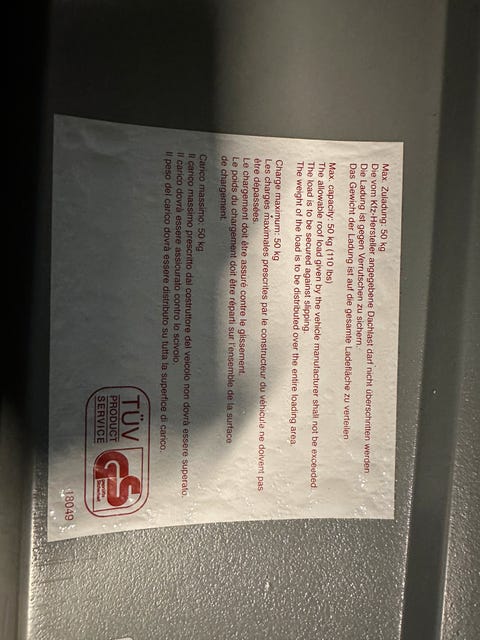 Max. Zuladung: 50 kg
Die vom Kfz-Hersteller angegebene Dachlast darf nicht überschritten werden.
Die Ladung ist gegen Verrutschen zu sichern.
Das Gewicht der Ladung ist auf die gesamte Ladefläche zu verteilen
Max. capacity: 50 kg (110 lbs)
The allowable roof load given by the vehicle manufacturer shall not be exceeded.
The load is to be secured against slipping.
The weight of the load is to be distributed over the entire loading area.
Charge maximum: 50 kg
Les charges maximales prescrites par le constructeur du véhicule ne doivent pas
être dépassées.
Le chargement doit être assuré contre le glissement.
Le poids du chargement doit être réparti sur l'ensemble de la surface
de chargement.
Carico massimo: 50 kg
Il carico massimo prescritto dal costruttore del veicolo non dovrà essere superato.
Il carico dovrà essere assicurato contro lo scivolo.
Il peso del carico dovrà essere distribuito su tutta la superfice di carico.
TÜV
PRODUCT
SERVICE
GS
geprüfte
Sicherheit
18049